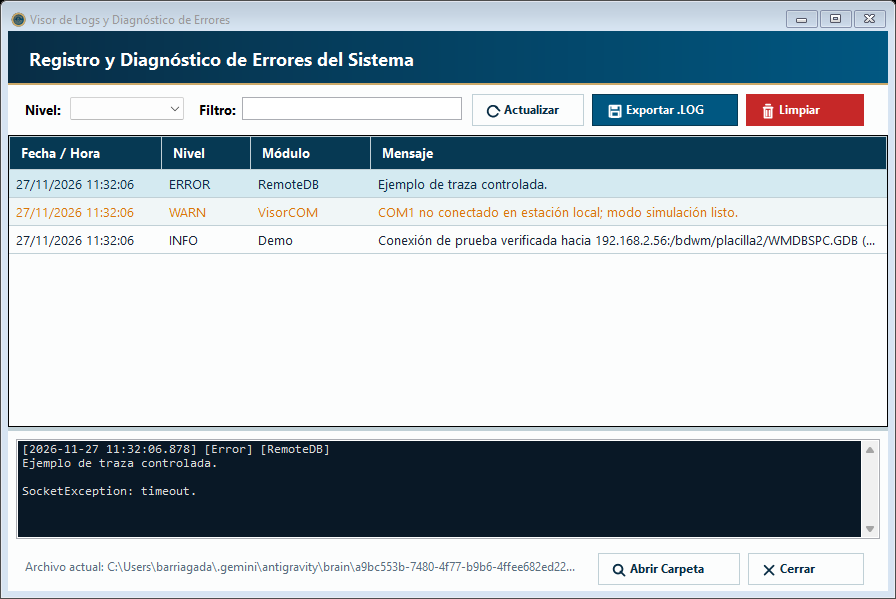 Visor de Logs y Diagnóstico de Errores
Registro y Diagnóstico de Errores del Sistema
Nivel: Filtro: Actualizar Exportar .LOG Limpiar
Fecha / Hora Nivel Módulo Mensaje
27/11/2026 11:32:06 ERROR RemoteDB Ejemplo de traza controlada.
27/11/2026 11:32:06 WARN VisorCOM COM1 no conectado en estación local; modo simulación listo.
27/11/2026 11:32:06 INFO Demo Conexión de prueba verificada hacia 192.168.2.56:/bdwm/placilla2/WMDBSPC.GDB (...
[2026-11-27 11:32:06.878] [Error] [RemoteDB]
Ejemplo de traza controlada.
SocketException: timeout.
Archivo actual: C:\Users\barriagada\.gemini\antigravity\brain\a9bc553b-7480-4f77-b9b6-4ffee682ed22... Abrir Carpeta Cerrar